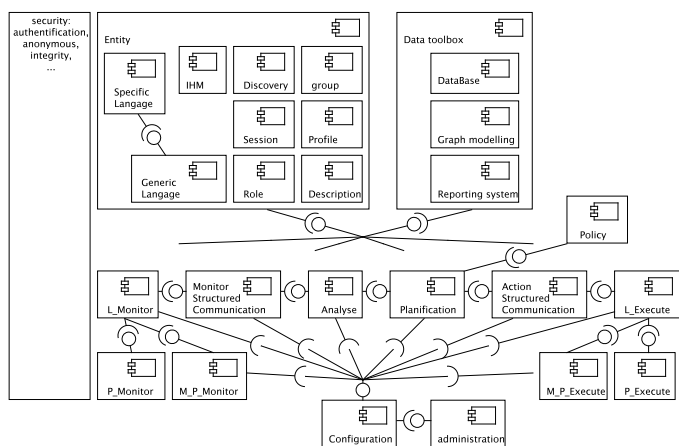 security:
authentification,
anonymous,
integrity,
...
Entity
Specific
Langage
IHM
Discovery
group
Session
Profile
Generic
Langage
Role
Description
Data toolbox
DataBase
Graph modelling
Reporting system
Policy
L_Monitor
Monitor
Structured
Communication
Analyse
Planification
Action
Structured
Communication
L_Execute
P_Monitor
M_P_Monitor
M_P_Execute
P_Execute
Configuration
administration